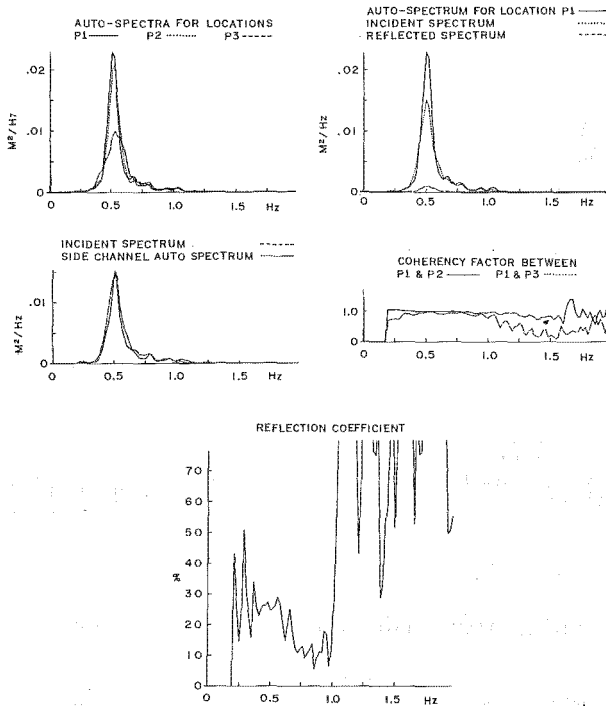 AUTO-SPECTRA FOR LOCATIONS
P1 P2 P3
.02
.01
0
M²/Hz
0 0.5 1.0 1.5 Hz
AUTO-SPECTRUM FOR LOCATION P1
INCIDENT SPECTRUM
REFLECTED SPECTRUM
.02
.01
0
M²/Hz
0 0.5 1.0 1.5 Hz
INCIDENT SPECTRUM
SIDE CHANNEL AUTO SPECTRUM
.01
0
M²/Hz
0 0.5 1.0 1.5 Hz
COHERENCY FACTOR BETWEEN
P1 & P2 P1 & P3
1.0
0
0 0.5 1.0 1.5 Hz
REFLECTION COEFFICIENT
70
60
50
40
30
20
10
0
%
0 0.5 1.0 1.5 Hz